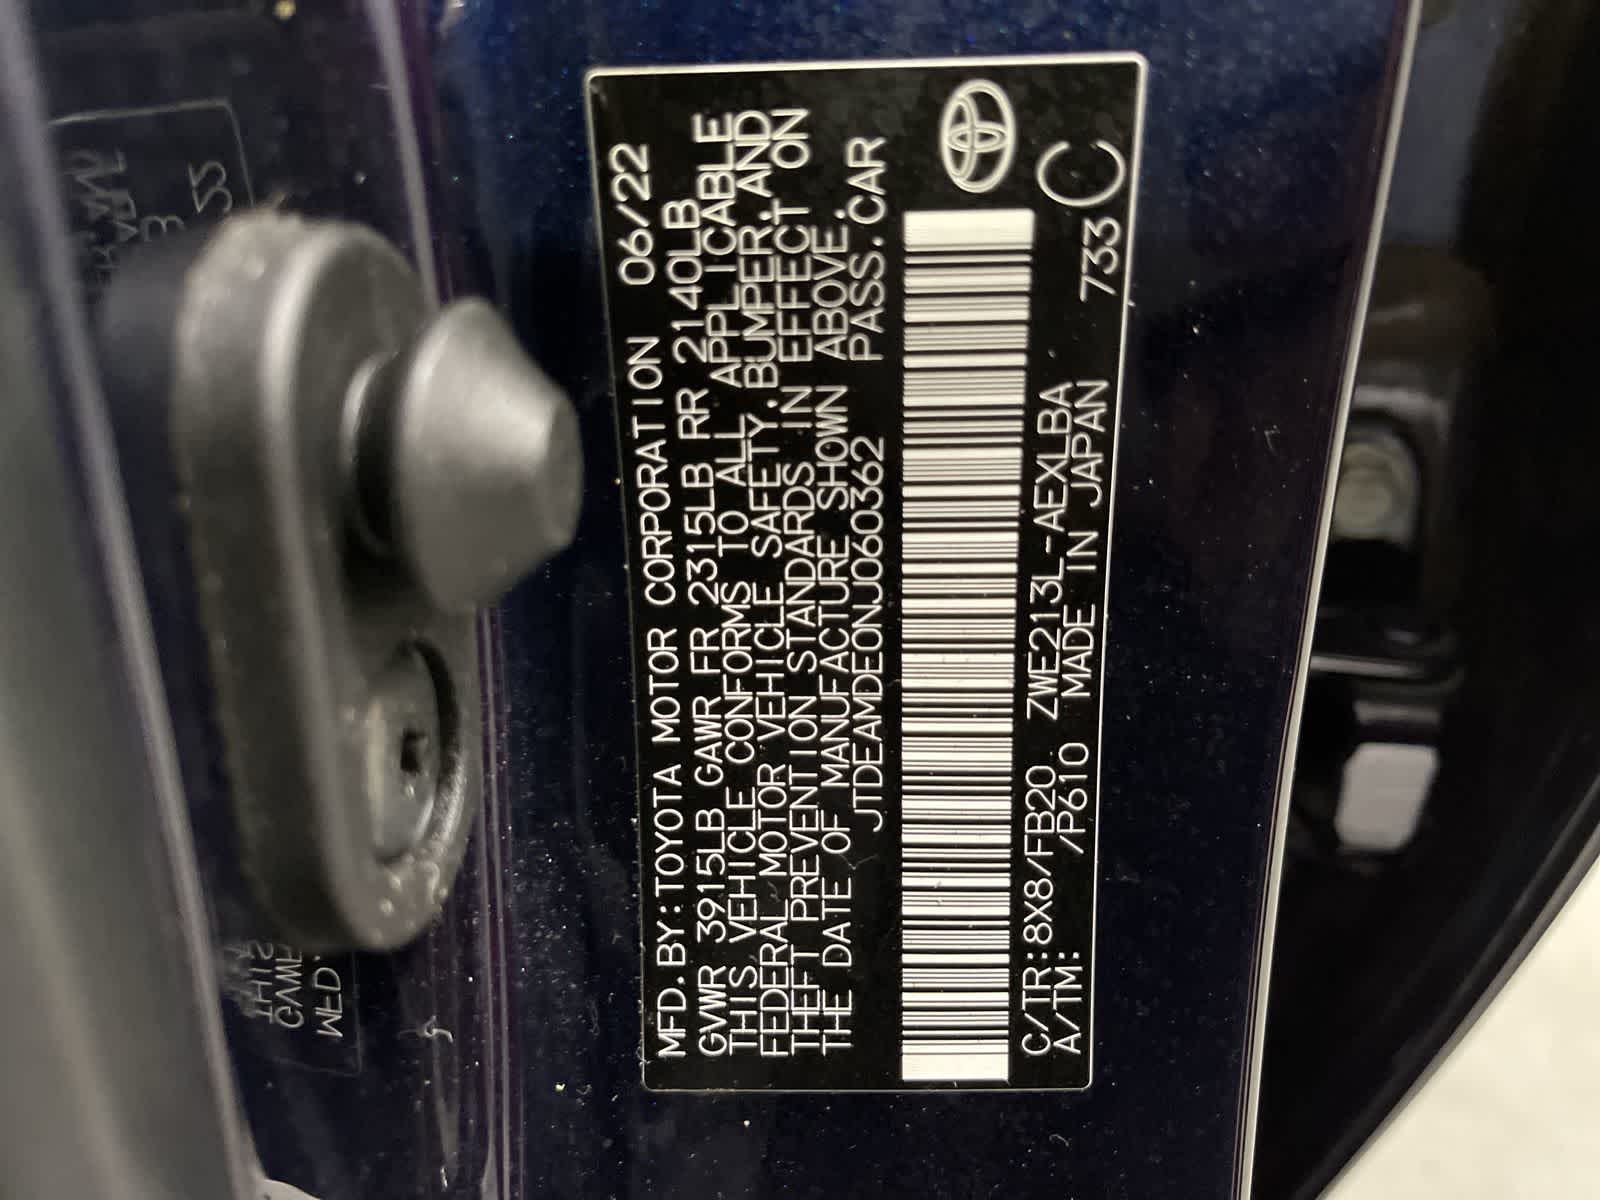 MFD.BY:TOYOTA MOTOR CORPORATION 06/22
GVWR 3915LB GAWR FR 2315LB RR 2140LB
THIS VEHICLE CONFORMS TO ALL APPLICABLE
FEDERAL MOTOR VEHICLE SAFETY.BUMPER.AND
THEFT PREVENTION STANDARDS IN EFFECT ON
THE DATE OF MANUFACTURE SHOWN ABOVE.
JTDEAMDE0NJ060362 PASS.CAR
C/TR:8X8/FB20 ZWE213L-AEXLBA 733 C
A/TM: /P610 MADE IN JAPAN